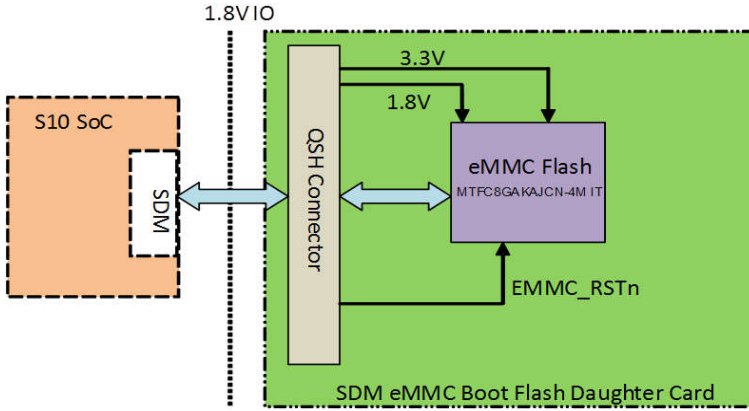 1.8V IO
S10 SoC
SDM
QSH Connector
3.3V
1.8V
eMMC Flash
MTFC8GAKAJCN-4M IT
EMMC_RSTn
SDM eMMC Boot Flash Daughter Card